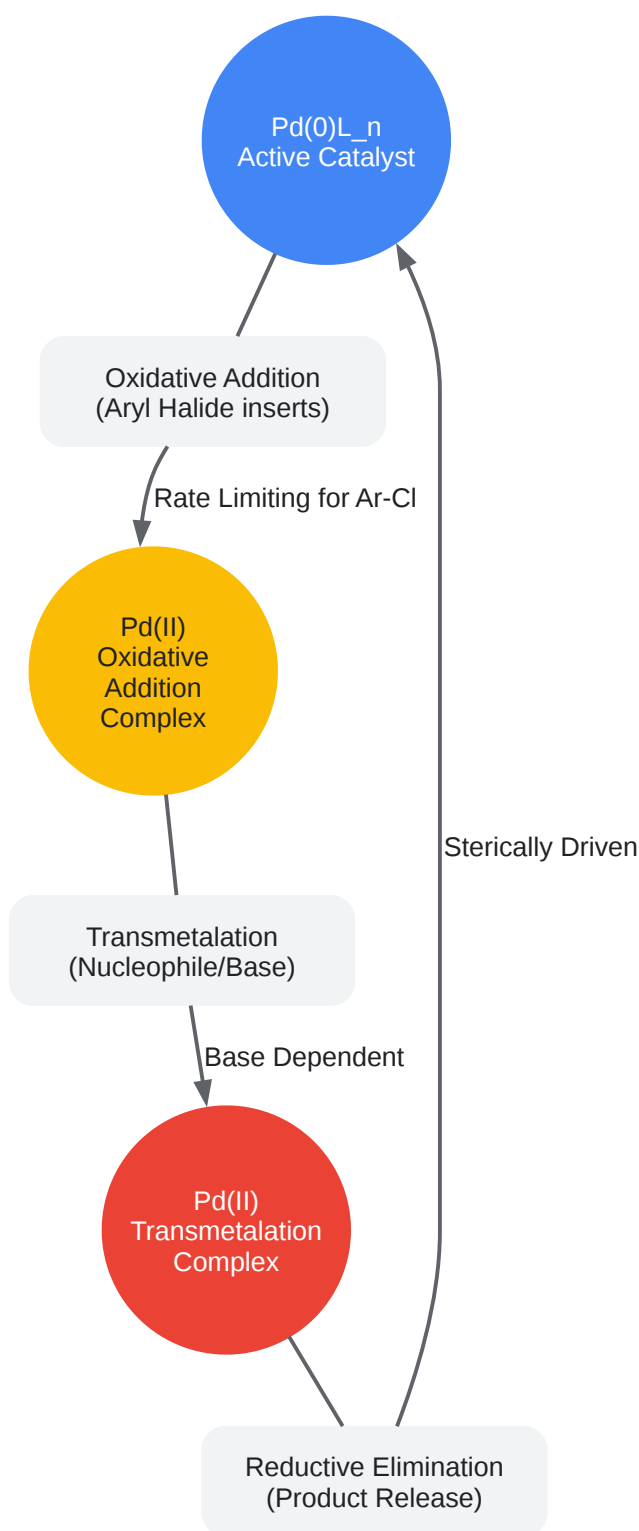 Pd(0)L_n
Active Catalyst
Oxidative Addition
(Aryl Halide inserts)
Rate Limiting for Ar-Cl
Pd(II)
Oxidative
Addition
Complex
Sterically Driven
Transmetalation
(Nucleophile/Base)
Base Dependent
Pd(II)
Transmetalation
Complex
Reductive Elimination
(Product Release)